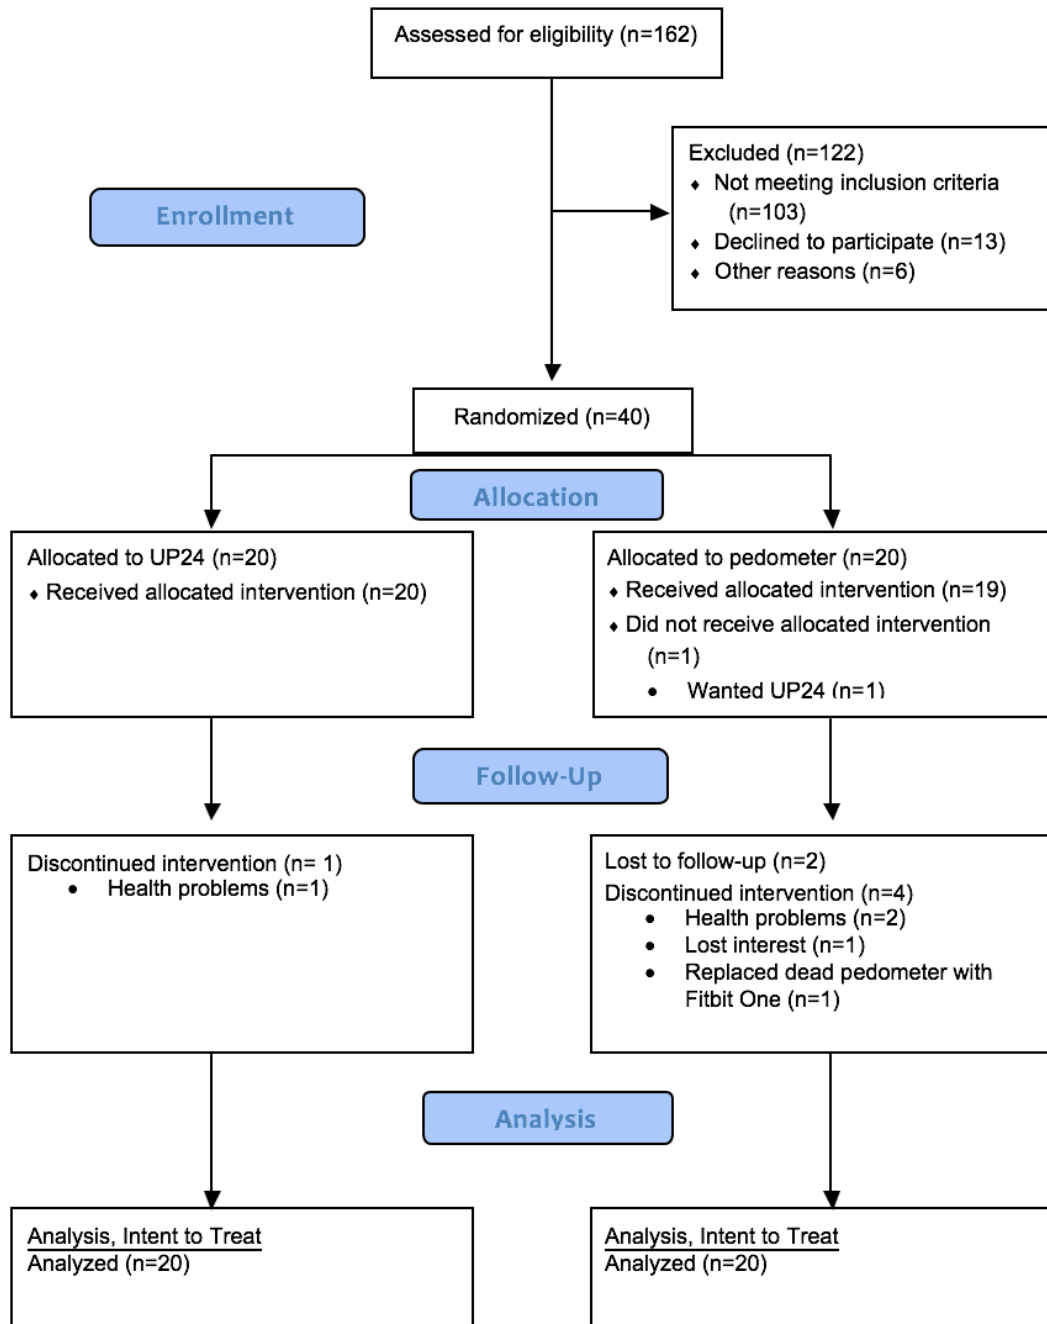 Assessed for eligibility (n=162)
Excluded (n=122)
♦ Not meeting inclusion criteria
(n=103)
♦ Declined to participate (n=13)
♦ Other reasons (n=6)
Enrollment
Randomized (n=40)
Allocation
Allocated to UP24 (n=20)
♦ Received allocated intervention (n=20)
Allocated to pedometer (n=20)
♦ Received allocated intervention (n=19)
♦ Did not receive allocated intervention
(n=1)
• Wanted UP24 (n=1)
Follow-Up
Discontinued intervention (n= 1)
• Health problems (n=1)
Lost to follow-up (n=2)
Discontinued intervention (n=4)
• Health problems (n=2)
• Lost interest (n=1)
• Replaced dead pedometer with
Fitbit One (n=1)
Analysis
Analysis, Intent to Treat
Analyzed (n=20)
Analysis, Intent to Treat
Analyzed (n=20)